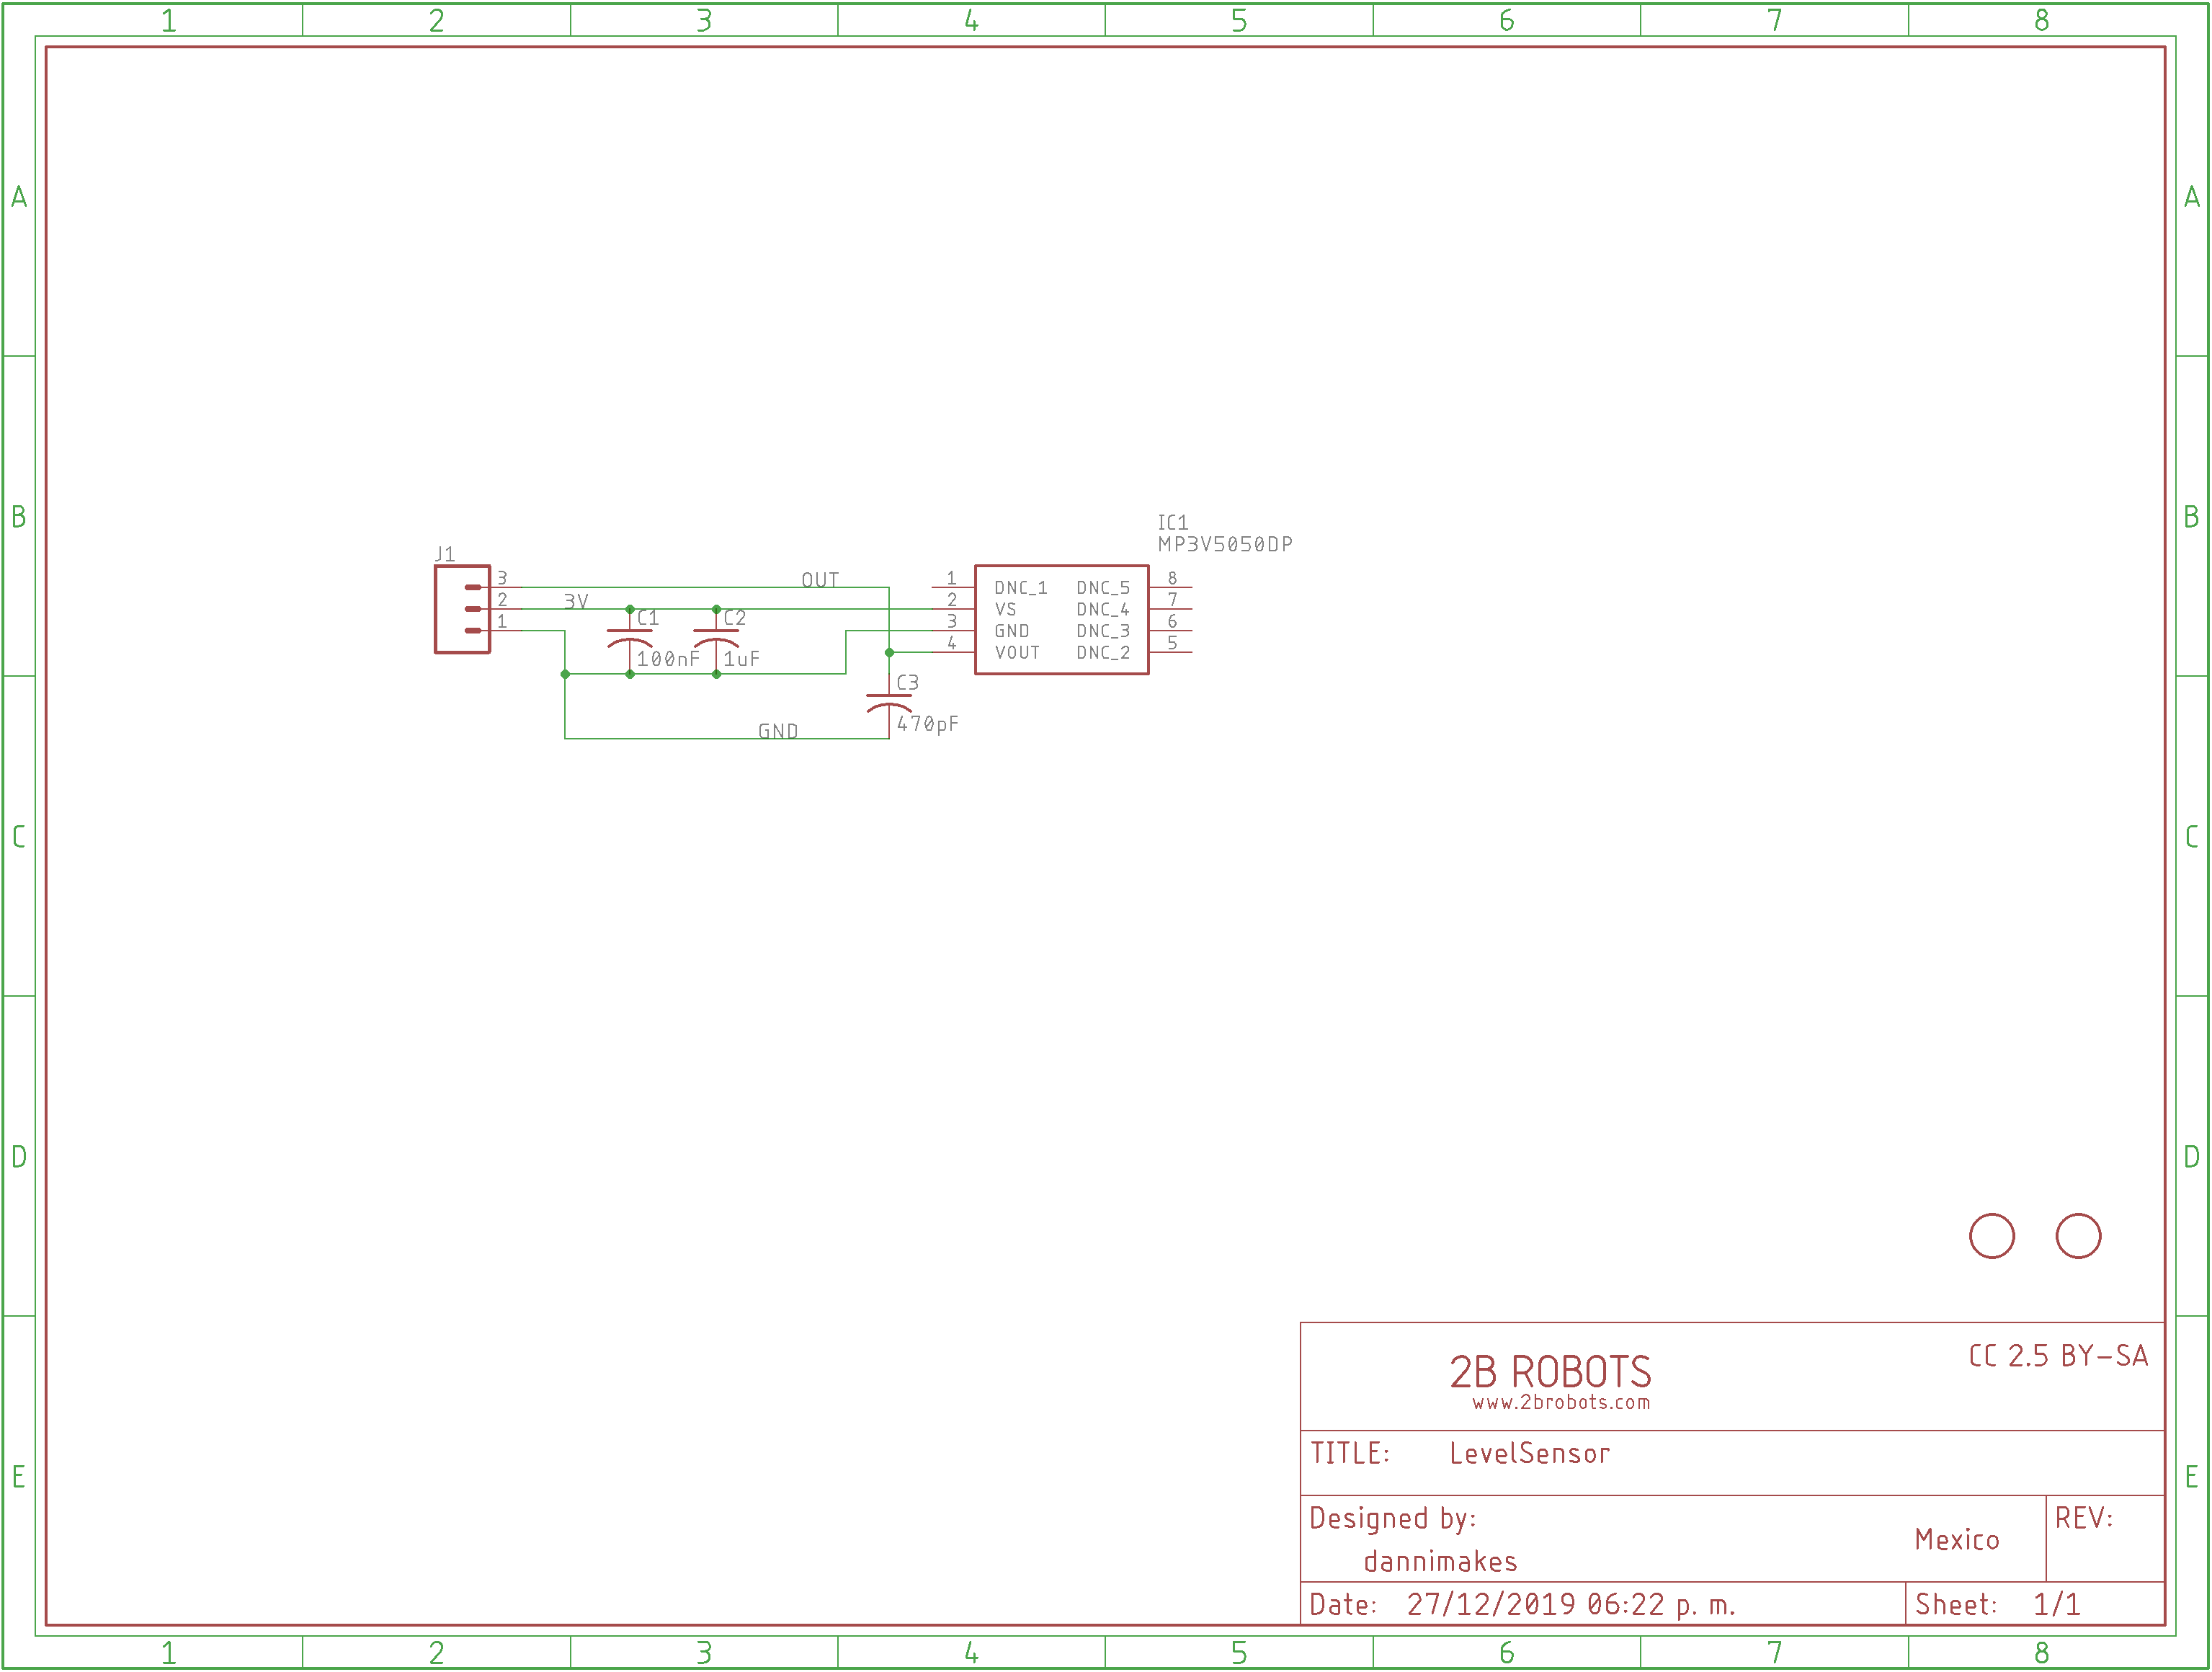 1 2 3 4 5 6 7 8
A A
B B
IC1
MP3V5050DP
J1
3 OUT 1 DNC_1 DNC_5 8
2 3V 2 VS DNC_4 7
1 C1 C2 3 GND DNC_3 6
100nF 1uF 4 VOUT DNC_2 5
C3
470pF
GND
C C
D D
2B ROBOTS CC 2.5 BY-SA
www.2brobots.com
TITLE: LevelSensor
E E
Designed by: REV:
Mexico
dannimakes
Date: 27/12/2019 06:22 p. m. Sheet: 1/1
1 2 3 4 5 6 7 8